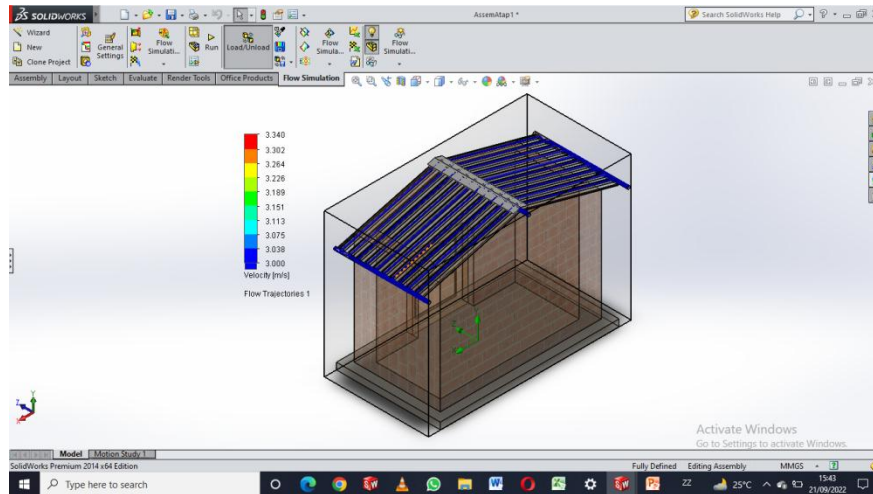 SOLIDWORKS
AssemAtap1 *
Search SolidWorks Help
Wizard
New
Clone Project
General Settings
Flow Simulati...
Run
Load/Unload
Flow Simula...
Flow Simulati...
Assembly Layout Sketch Evaluate Render Tools Office Products Flow Simulation
3.340
3.302
3.264
3.226
3.189
3.151
3.113
3.075
3.038
3.000
Velocity [m/s]
Flow Trajectories 1
Activate Windows
Go to Settings to activate Windows.
Model Motion Study 1
SolidWorks Premium 2014 x64 Edition
Fully Defined Editing Assembly MMGS
Type here to search
25°C
15:43
21/09/2022